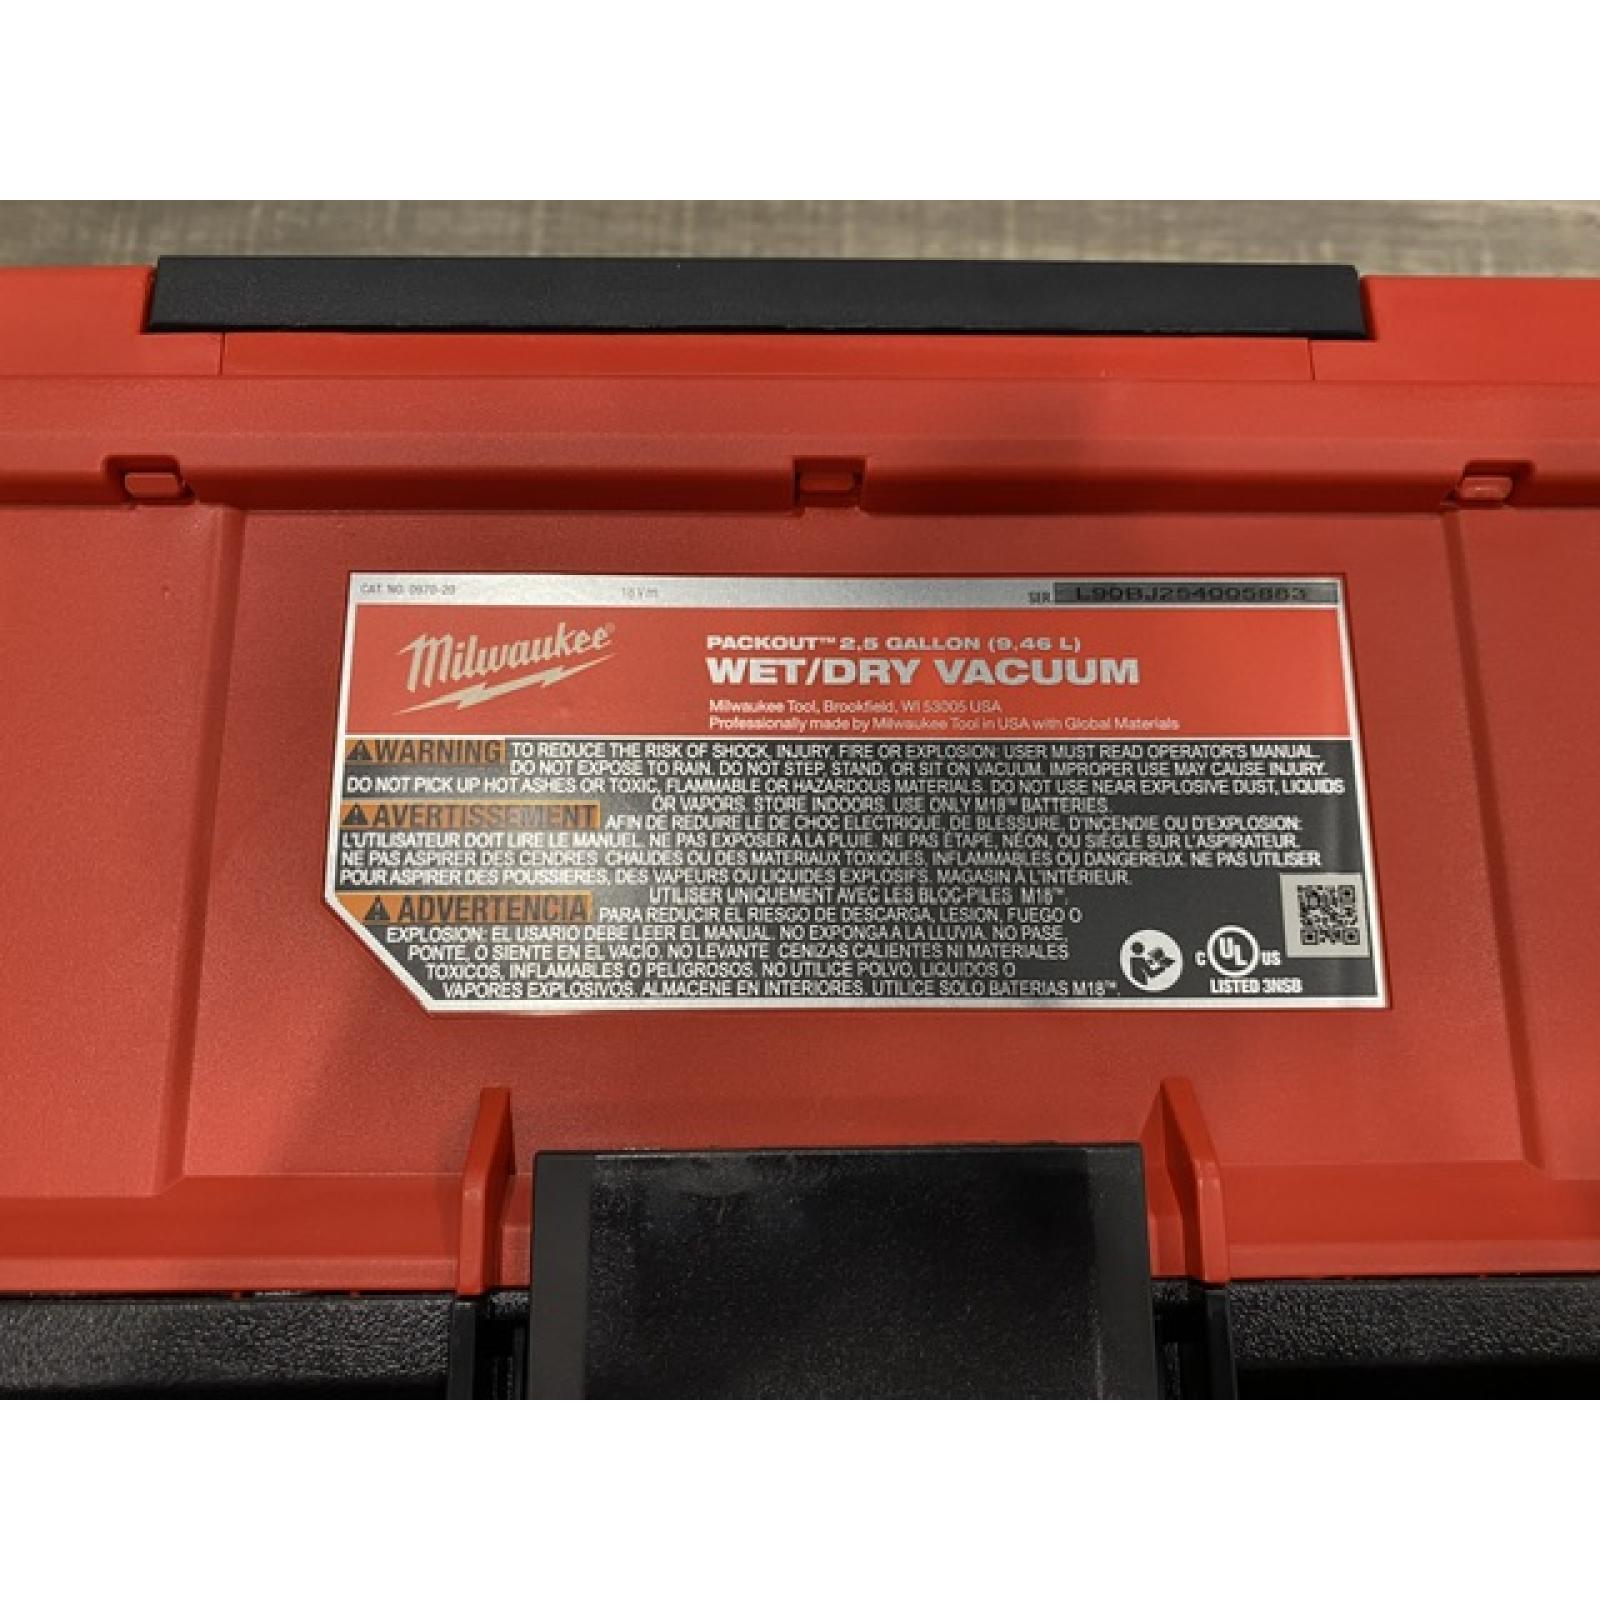 CAT. NO. 0970-20 18 V⎓ SER L90BJ254005883
Milwaukee®
PACKOUT™ 2.5 GALLON (9.46 L)
WET/DRY VACUUM
Milwaukee Tool, Brookfield, WI 53005 USA
Professionally made by Milwaukee Tool in USA with Global Materials
WARNING TO REDUCE THE RISK OF SHOCK, INJURY, FIRE OR EXPLOSION: USER MUST READ OPERATOR'S MANUAL.
DO NOT EXPOSE TO RAIN. DO NOT STEP, STAND, OR SIT ON VACUUM. IMPROPER USE MAY CAUSE INJURY.
DO NOT PICK UP HOT ASHES OR TOXIC, FLAMMABLE OR HAZARDOUS MATERIALS. DO NOT USE NEAR EXPLOSIVE DUST, LIQUIDS
OR VAPORS. STORE INDOORS. USE ONLY M18™ BATTERIES.
AVERTISSEMENT AFIN DE REDUIRE LE DE CHOC ELECTRIQUE, DE BLESSURE, D'INCENDIE OU D'EXPLOSION:
L'UTILISATEUR DOIT LIRE LE MANUEL. NE PAS EXPOSER A LA PLUIE. NE PAS ÉTAPE, NEON, OU SIÈGLE SUR L'ASPIRATEUR.
NE PAS ASPIRER DES CENDRES CHAUDES OU DES MATERIAUX TOXIQUES, INFLAMMABLES OU DANGEREUX. NE PAS UTILISER
POUR ASPIRER DES POUSSIERES, DES VAPEURS OU LIQUIDES EXPLOSIFS. MAGASIN À L'INTÉRIEUR.
UTILISER UNIQUEMENT AVEC LES BLOC-PILES M18™.
ADVERTENCIA PARA REDUCIR EL RIESGO DE DESCARGA, LESION, FUEGO O
EXPLOSION: EL USARIO DEBE LEER EL MANUAL. NO EXPONGA A LA LLUVIA. NO PASE,
PONTE, O SIENTE EN EL VACÍO. NO LEVANTE CENIZAS CALIENTES NI MATERIALES
TOXICOS, INFLAMABLES O PELIGROSOS. NO UTILICE POLVO, LIQUIDOS O
VAPORES EXPLOSIVOS. ALMACENE EN INTERIORES. UTILICE SOLO BATERIAS M18™.
C UL US
LISTED 3NSB